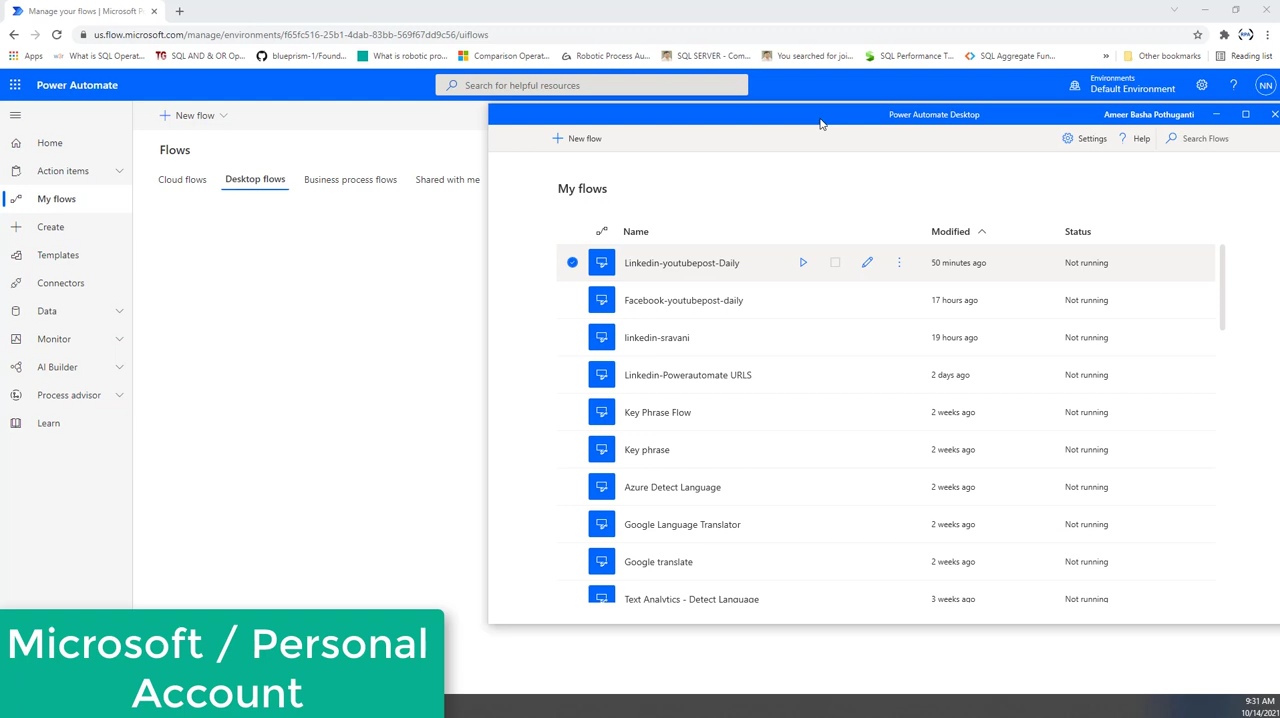 Manage your flows | Microsoft P
us.flow.microsoft.com/manage/environments/f65fc516-25b1-4dab-83bb-569f67dd9c56/uiflows
Apps
What is SQL Operat...
SQL AND & OR Op...
blueprism-1/Found...
What is robotic pro...
Comparison Operat...
Robotic Process Au...
SQL SERVER - Com...
You searched for joi...
SQL Performance T...
SQL Aggregate Fun...
»
Other bookmarks
Reading list
Power Automate
Search for helpful resources
Environments
Default Environment
NN
New flow
Power Automate Desktop
Ameer Basha Pothuganti
Home
Flows
New flow
Settings
Help
Search Flows
Action items
Cloud flows
Desktop flows
Business process flows
Shared with me
My flows
My flows
Create
Name
Modified
Status
Templates
Linkedin-youtubepost-Daily
50 minutes ago
Not running
Connectors
Facebook-youtubepost-daily
17 hours ago
Not running
Data
linkedin-sravani
19 hours ago
Not running
Monitor
Linkedin-Powerautomate URLS
2 days ago
Not running
AI Builder
Key Phrase Flow
2 weeks ago
Not running
Process advisor
Key phrase
2 weeks ago
Not running
Learn
Azure Detect Language
2 weeks ago
Not running
Google Language Translator
2 weeks ago
Not running
Google translate
2 weeks ago
Not running
Text Analytics - Detect Language
3 weeks ago
Not running
Microsoft / Personal
Account
9:31 AM
10/14/2021